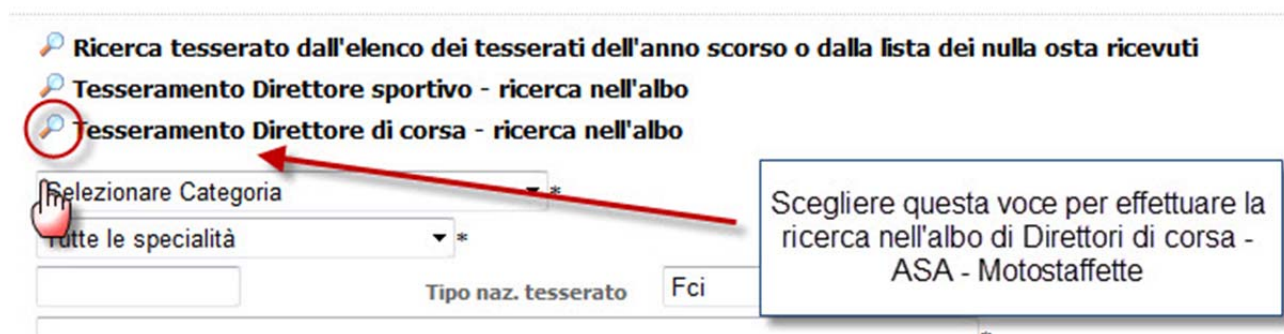 Ricerca tesserato dall'elenco dei tesserati dell'anno scorso o dalla lista dei nulla osta ricevuti
Tesseramento Direttore sportivo - ricerca nell'albo
Tesseramento Direttore di corsa - ricerca nell'albo
Selezionare Categoria *
Tutte le specialità *
Tipo naz. tesserato Fci
*
Scegliere questa voce per effettuare la
ricerca nell'albo di Direttori di corsa -
ASA - Motostaffette